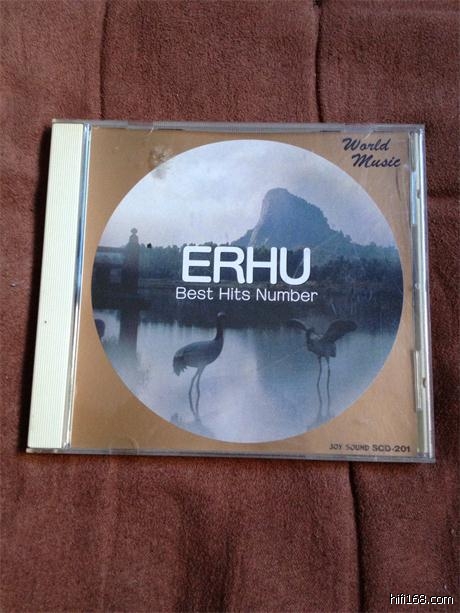 World
Music
ERHU
Best Hits Number
JOY SOUND SCD-201
hifi168.com